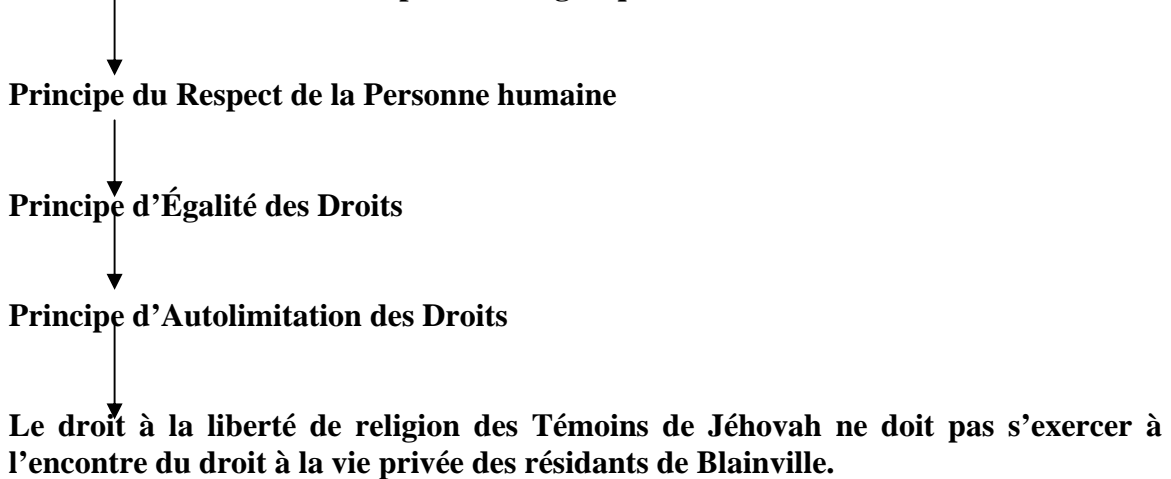 Principe du Respect de la Personne humaine
Principe d’Égalité des Droits
Principe d’Autolimitation des Droits
Le droit à la liberté de religion des Témoins de Jéhovah ne doit pas s’exercer à
l’encontre du droit à la vie privée des résidants de Blainville.